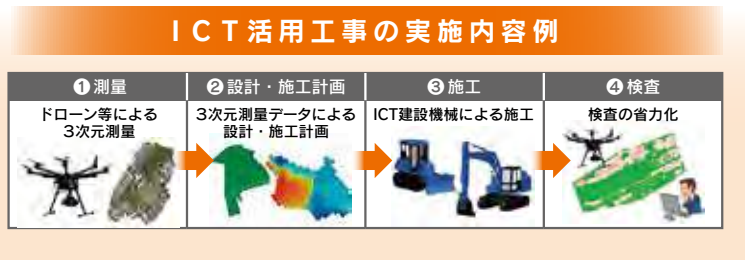 ICT活用工事の実施内容例
❶測量
ドローン等による
3次元測量
❷設計・施工計画
3次元測量データによる
設計・施工計画
❸施工
ICT建設機械による施工
❹検査
検査の省力化